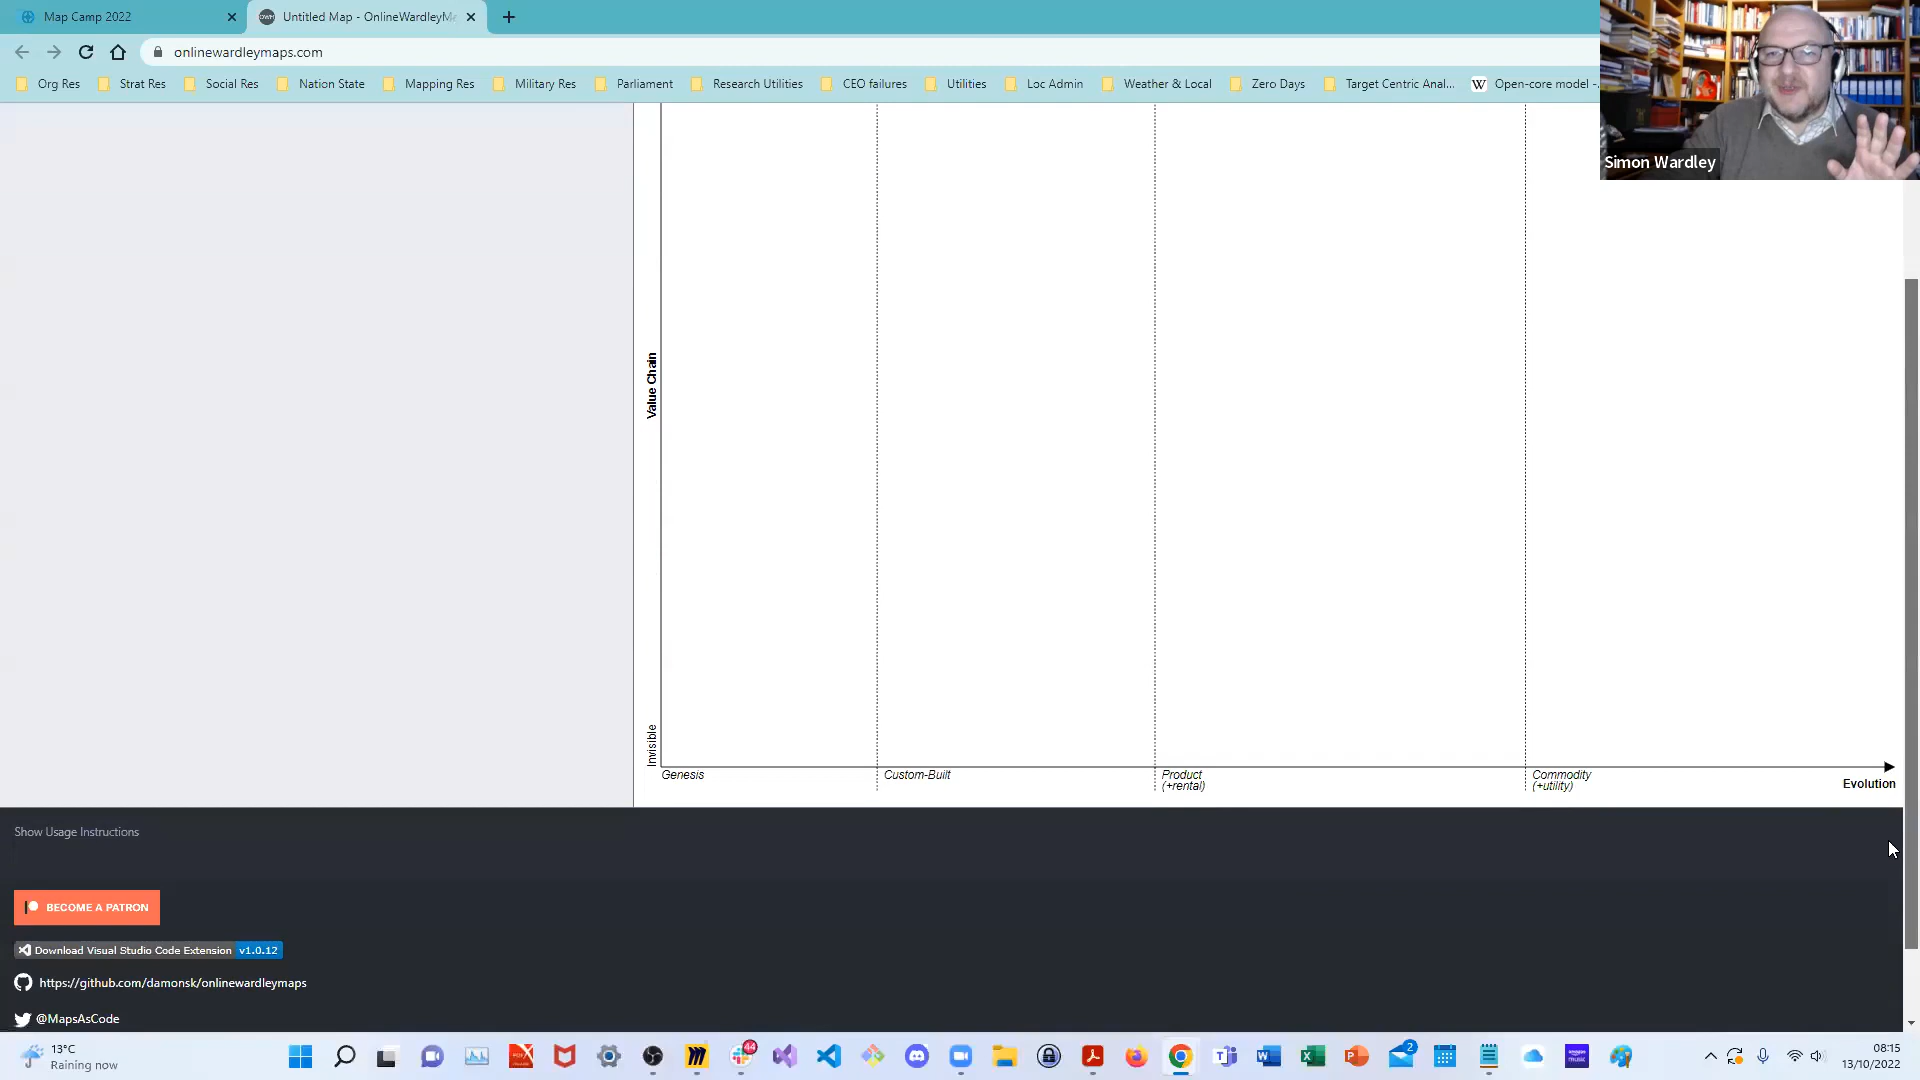 Map Camp 2022
Untitled Map - OnlineWardleyMa
onlinewardleymaps.com
Org Res
Strat Res
Social Res
Nation State
Mapping Res
Military Res
Parliament
Research Utilities
CEO failures
Utilities
Loc Admin
Weather & Local
Zero Days
Target Centric Anal...
W Open-core model -
Simon Wardley
Value Chain
Invisible
Genesis
Custom-Built
Product
(+rental)
Commodity
(+utility)
Evolution
Show Usage Instructions
BECOME A PATRON
Download Visual Studio Code Extension v1.0.12
https://github.com/damonsk/onlinewardleymaps
@MapsAsCode
13°C
Raining now
44
2
08:15
13/10/2022